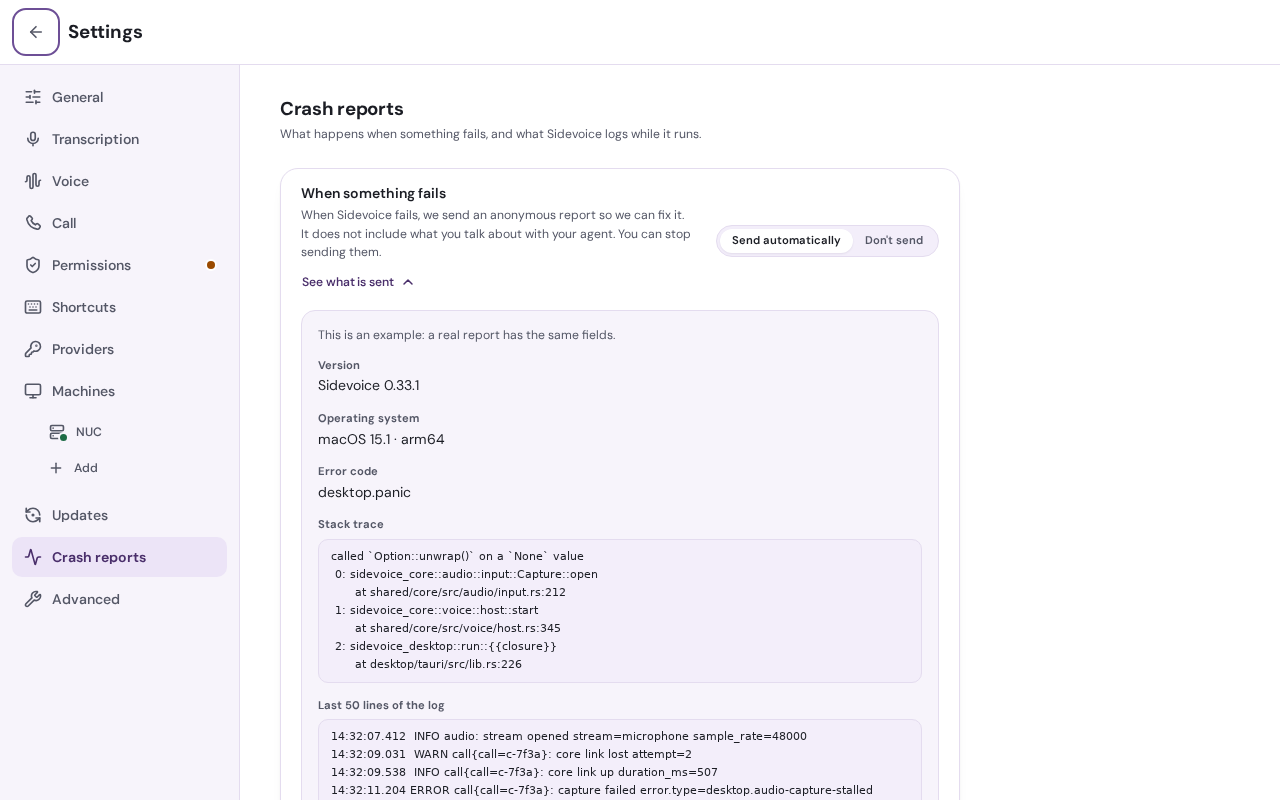 Settings
General
Transcription
Voice
Call
Permissions
Shortcuts
Providers
Machines
NUC
Add
Updates
Crash reports
Advanced
Crash reports
What happens when something fails, and what Sidevoice logs while it runs.
When something fails
When Sidevoice fails, we send an anonymous report so we can fix it.
It does not include what you talk about with your agent. You can stop
sending them.
Send automatically
Don't send
See what is sent
This is an example: a real report has the same fields.
Version
Sidevoice 0.33.1
Operating system
macOS 15.1 · arm64
Error code
desktop.panic
Stack trace
called `Option::unwrap()` on a `None` value
0: sidevoice_core::audio::input::Capture::open
at shared/core/src/audio/input.rs:212
1: sidevoice_core::voice::host::start
at shared/core/src/voice/host.rs:345
2: sidevoice_desktop::run::{{closure}}
at desktop/tauri/src/lib.rs:226
Last 50 lines of the log
14:32:07.412  INFO audio: stream opened stream=microphone sample_rate=48000
14:32:09.031  WARN call{call=c-7f3a}: core link lost attempt=2
14:32:09.538  INFO call{call=c-7f3a}: core link up duration_ms=507
14:32:11.204 ERROR call{call=c-7f3a}: capture failed error.type=desktop.audio-capture-stalled